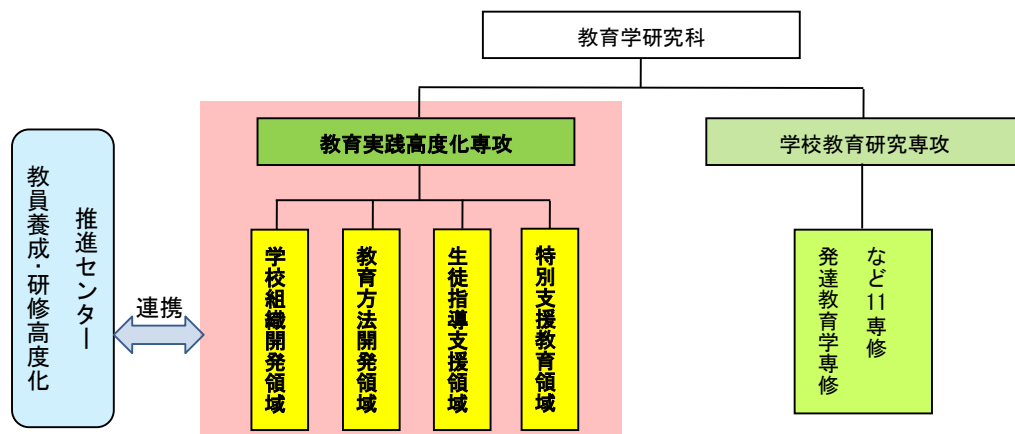 教育学研究科
教育実践高度化専攻
学校教育研究専攻
教員養成・研修高度化
推進センター
連携
学校組織開発領域
教育方法開発領域
生徒指導支援領域
特別支援教育領域
発達教育学専修
など11専修